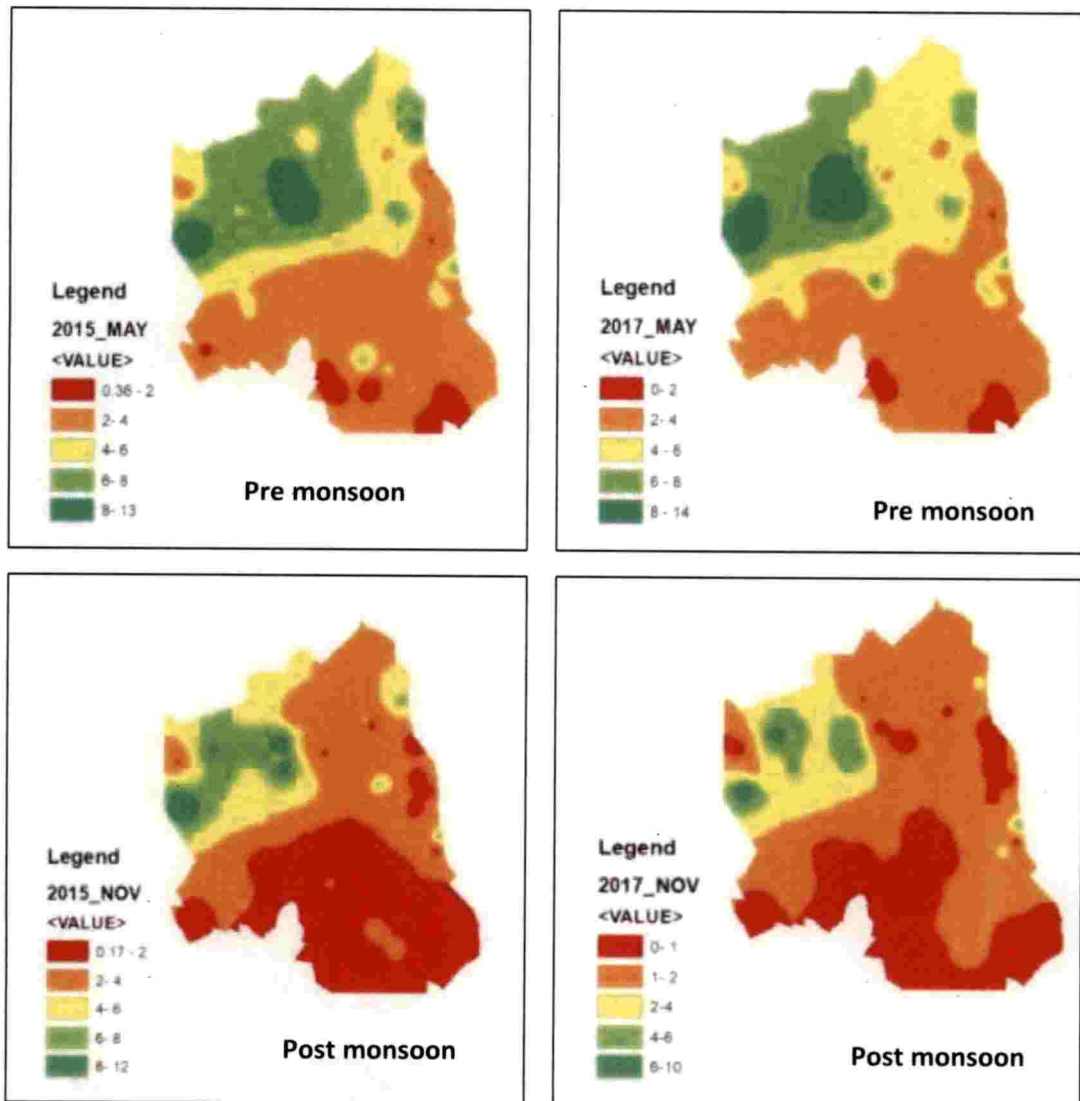 Legend
2015_MAY
<VALUE>
0.36 - 2
2- 4
4- 6
6- 8
8- 13
Pre monsoon
Legend
2017_MAY
<VALUE>
0- 2
2- 4
4 - 6
6 - 8
8 - 14
Pre monsoon
Legend
2015_NOV
<VALUE>
0.17 - 2
2- 4
4- 6
6- 8
8- 12
Post monsoon
Legend
2017_NOV
<VALUE>
0- 1
1- 2
2-4
4-6
6-10
Post monsoon